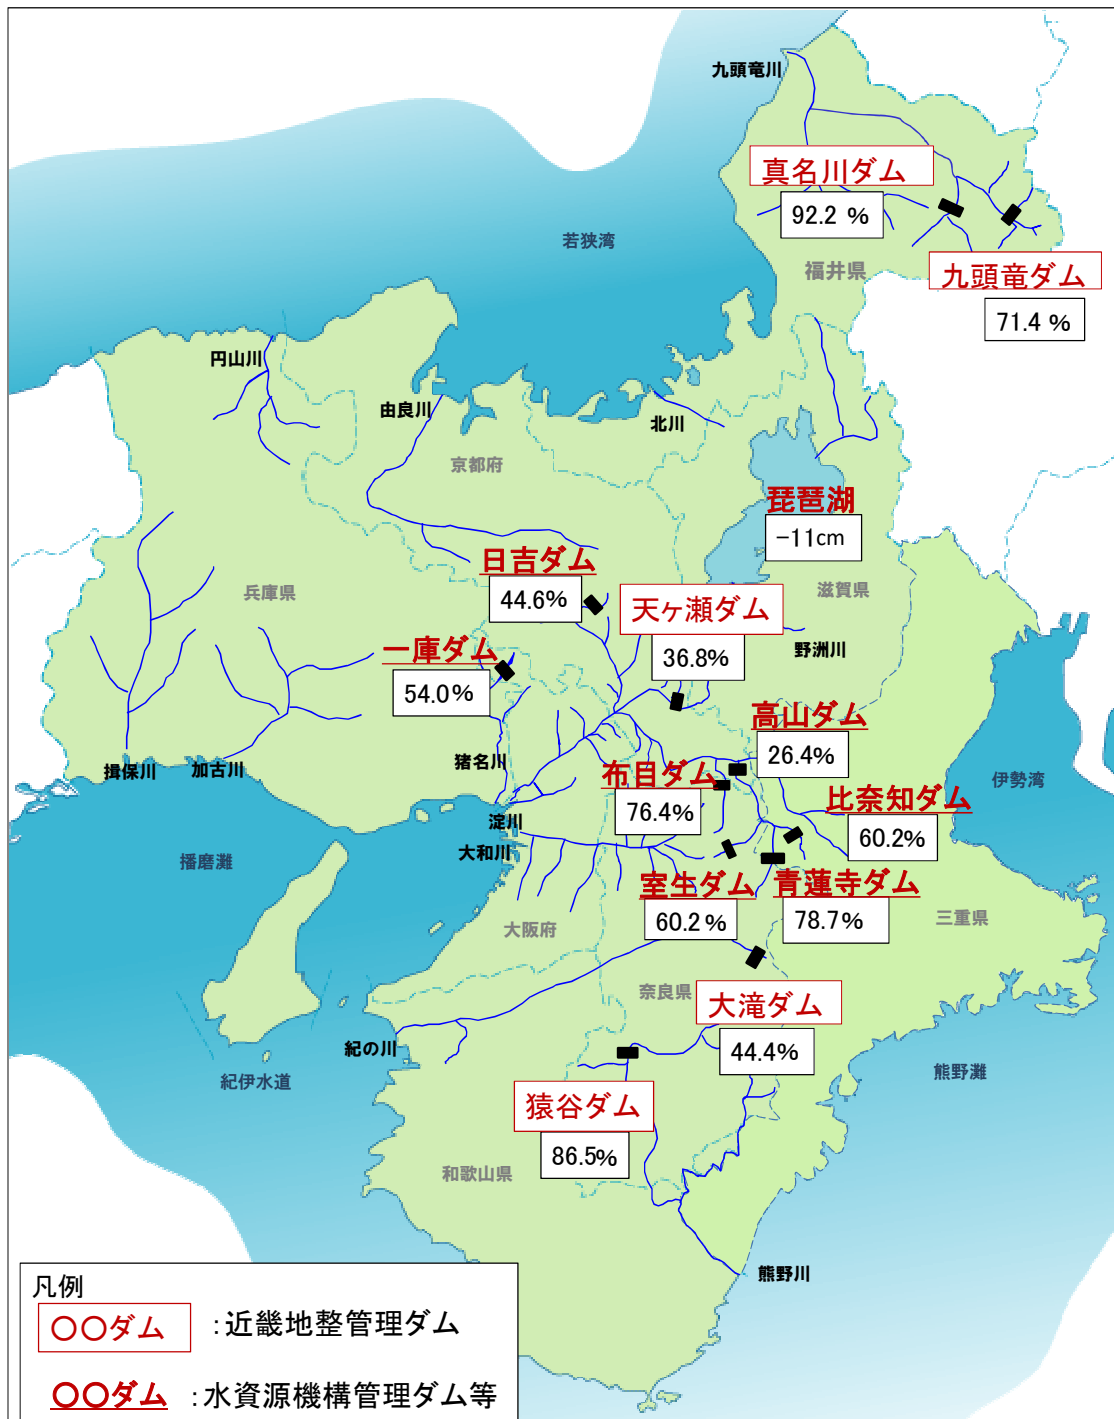 九頭竜川
真名川ダム
92.2 %
若狭湾
福井県
九頭竜ダム
71.4 %
円山川
由良川
北川
京都府
琵琶湖
-11cm
日吉ダム
44.6%
兵庫県
天ヶ瀬ダム
36.8%
滋賀県
野洲川
一庫ダム
54.0%
高山ダム
26.4%
揖保川
加古川
猪名川
布目ダム
76.4%
伊勢湾
比奈知ダム
60.2%
淀川
大和川
播磨灘
室生ダム
60.2%
青蓮寺ダム
78.7%
大阪府
三重県
奈良県
大滝ダム
44.4%
紀の川
紀伊水道
熊野灘
猿谷ダム
86.5%
和歌山県
熊野川
凡例
〇〇ダム :近畿地整管理ダム
〇〇ダム :水資源機構管理ダム等